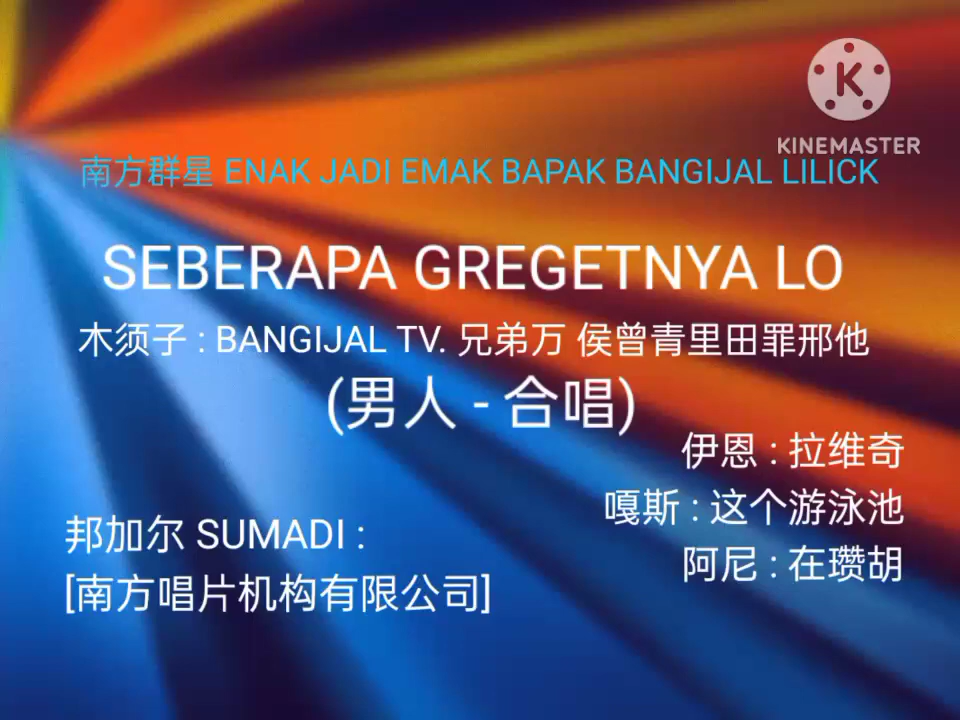 KINEMASTER
南方群星 ENAK JADI EMAK BAPAK BANGIJAL LILICK
SEBERAPA GREGETNYA LO
木须子 : BANGIJAL TV. 兄弟万 侯曾青里田罪邢他
(男人 - 合唱)
伊恩 : 拉维奇
嘎斯 : 这个游泳池
阿尼 : 在瓒胡
邦加尔 SUMADI :
[南方唱片机构有限公司]